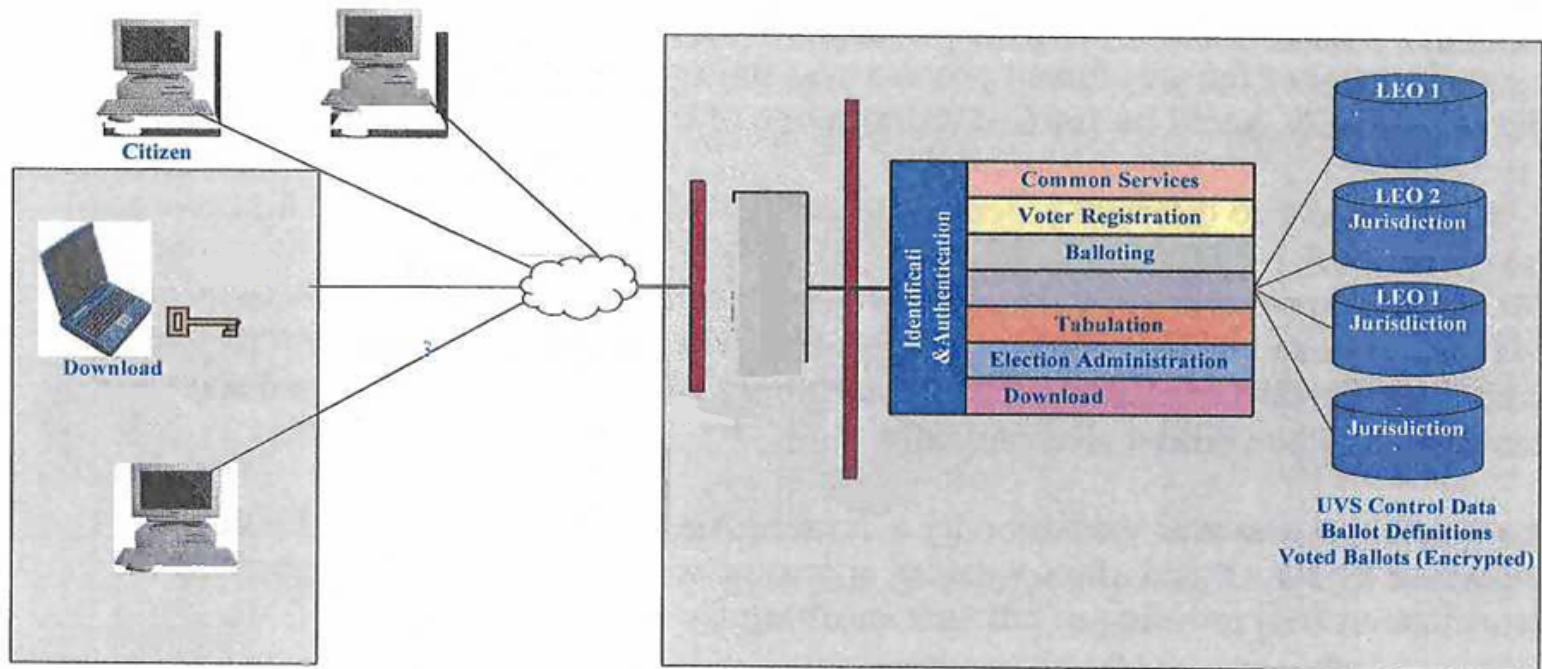 Citizen
Download
3
Identificati
&Authentication
Common Services
Voter Registration
Balloting
Tabulation
Election Administration
Download
LEO 1
LEO 2
Jurisdiction
LEO 1
Jurisdiction
Jurisdiction
UVS Control Data
Ballot Definitions
Voted Ballots (Encrypted)